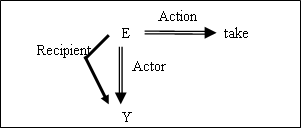 Action
E take
Recipient
Actor
Y